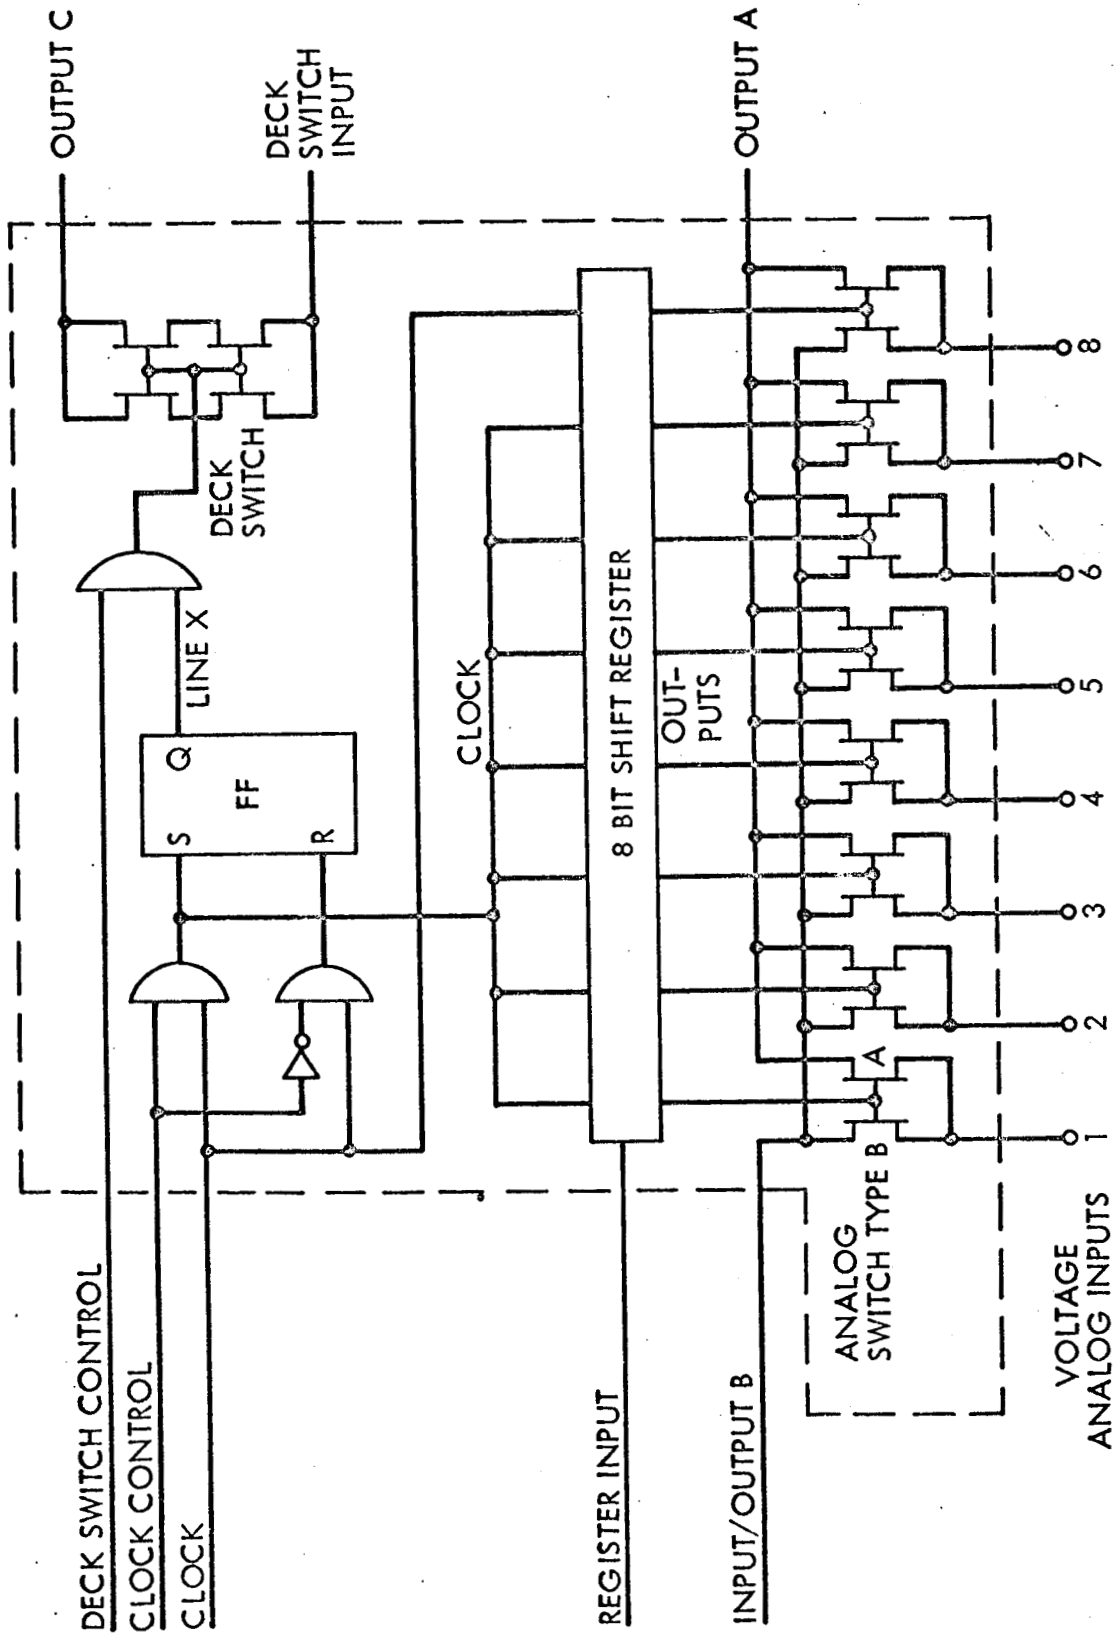 DECK SWITCH CONTROL
CLOCK CONTROL
CLOCK
REGISTER INPUT
INPUT/OUTPUT B
S
Q
FF
R
LINE X
DECK
SWITCH
OUTPUT C
DECK
SWITCH
INPUT
CLOCK
8 BIT SHIFT REGISTER
OUT-
PUTS
OUTPUT A
ANALOG
SWITCH TYPE B
A
VOLTAGE
ANALOG INPUTS
1
2
3
4
5
6
7
8